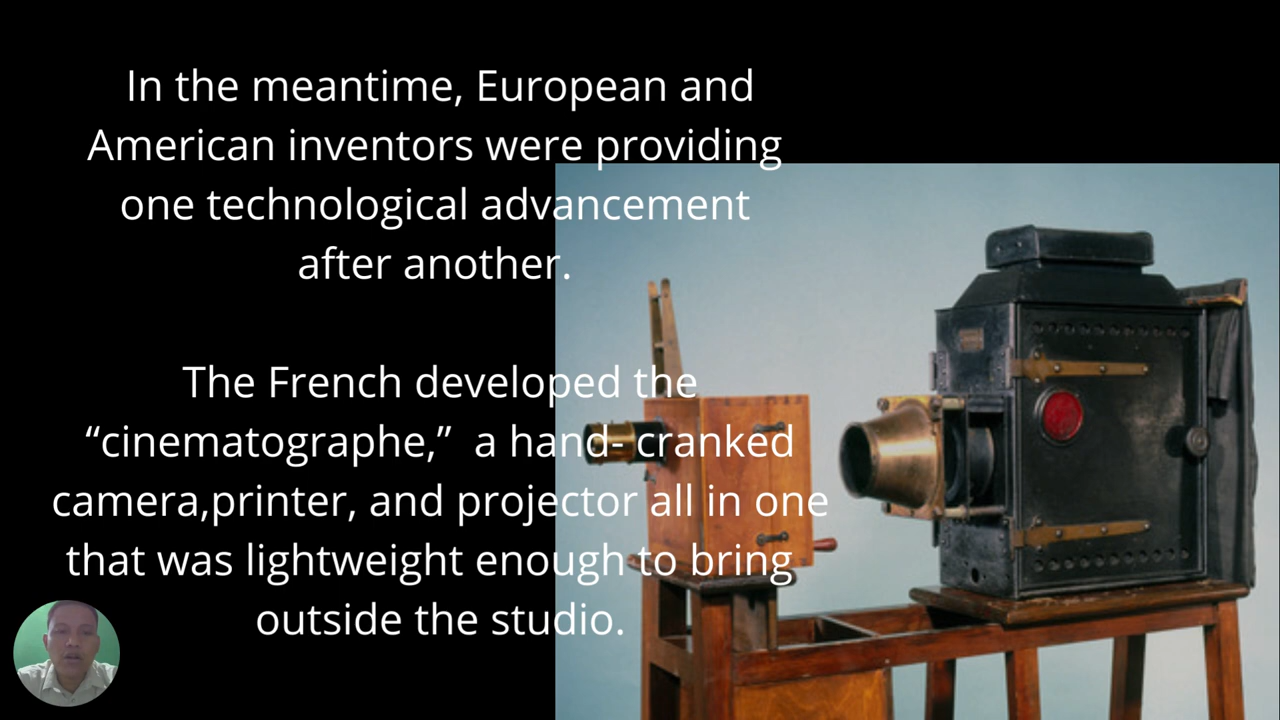 In the meantime, European and
American inventors were providing
one technological advancement
after another.
The French developed the
“cinematographe,”  a hand- cranked
camera,printer, and projector all in one
that was lightweight enough to bring
outside the studio.